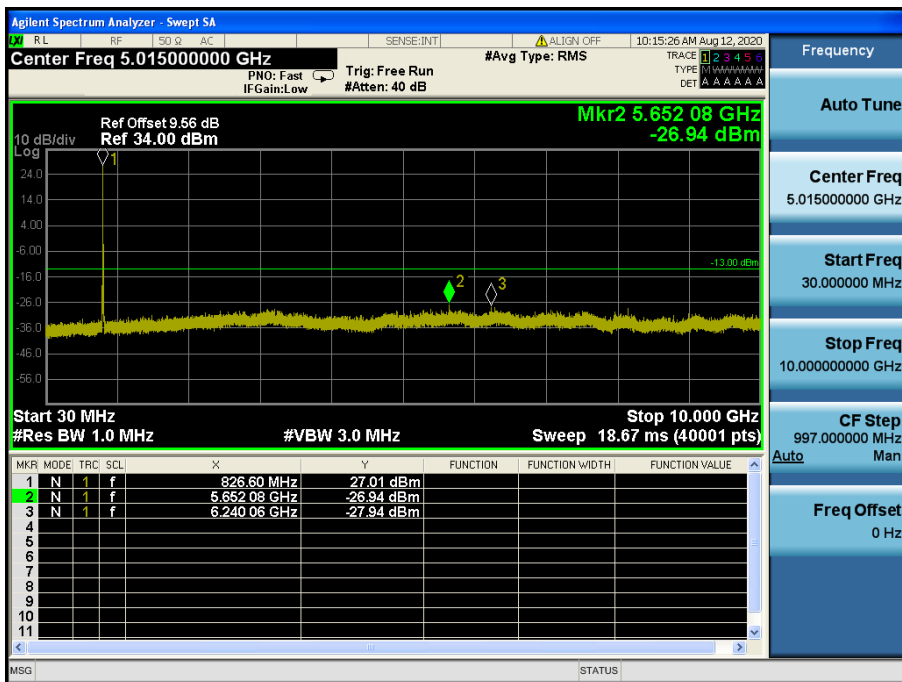 Agilent Spectrum Analyzer - Swept SA
LXI RL RF 50 Ω AC SENSE:INT ALIGN OFF 10:15:26 AM Aug 12, 2020
Center Freq 5.015000000 GHz
PNO: Fast
IFGain:Low
Trig: Free Run
#Atten: 40 dB
#Avg Type: RMS
TRACE 1 2 3 4 5 6
TYPE M
DET A A A A A A
Mkr2 5.652 08 GHz
-26.94 dBm
Ref Offset 9.56 dB
10 dB/div Ref 34.00 dBm
Log
1
24.0
14.0
4.00
-6.00
-13.00 dBm
-16.0
2 3
-26.0
-36.0
-46.0
-56.0
Start 30 MHz Stop 10.000 GHz
#Res BW 1.0 MHz #VBW 3.0 MHz Sweep 18.67 ms (40001 pts)
MKR MODE TRC SCL X Y FUNCTION FUNCTION WIDTH FUNCTION VALUE
1 N 1 f 826.60 MHz 27.01 dBm
2 N 1 f 5.652 08 GHz -26.94 dBm
3 N 1 f 6.240 06 GHz -27.94 dBm
4
5
6
7
8
9
10
11
MSG STATUS
Frequency
Auto Tune
Center Freq
5.015000000 GHz
Start Freq
30.000000 MHz
Stop Freq
10.000000000 GHz
CF Step
997.000000 MHz
Auto Man
Freq Offset
0 Hz